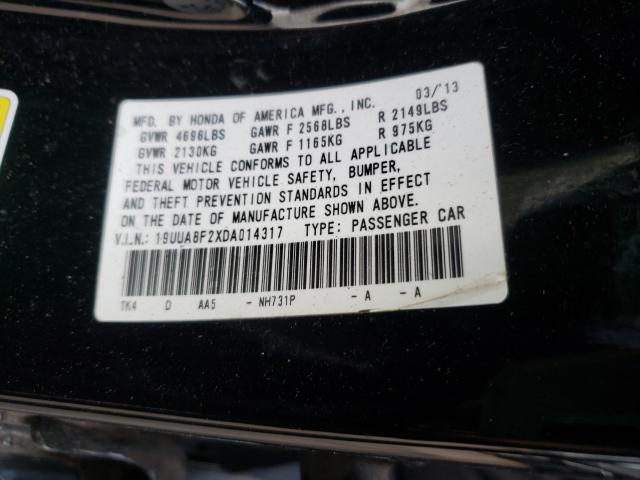 MFD. BY HONDA OF AMERICA MFG., INC. 03/'13
GVWR 4696LBS GAWR F 2568LBS R 2149LBS
GVWR 2130KG GAWR F 1165KG R 975KG
THIS VEHICLE CONFORMS TO ALL APPLICABLE
FEDERAL MOTOR VEHICLE SAFETY, BUMPER,
AND THEFT PREVENTION STANDARDS IN EFFECT
ON THE DATE OF MANUFACTURE SHOWN ABOVE.
V.I.N.: 19UUA8F2XDA014317 TYPE: PASSENGER CAR
TK4 D AA5 - NH731P - A - A